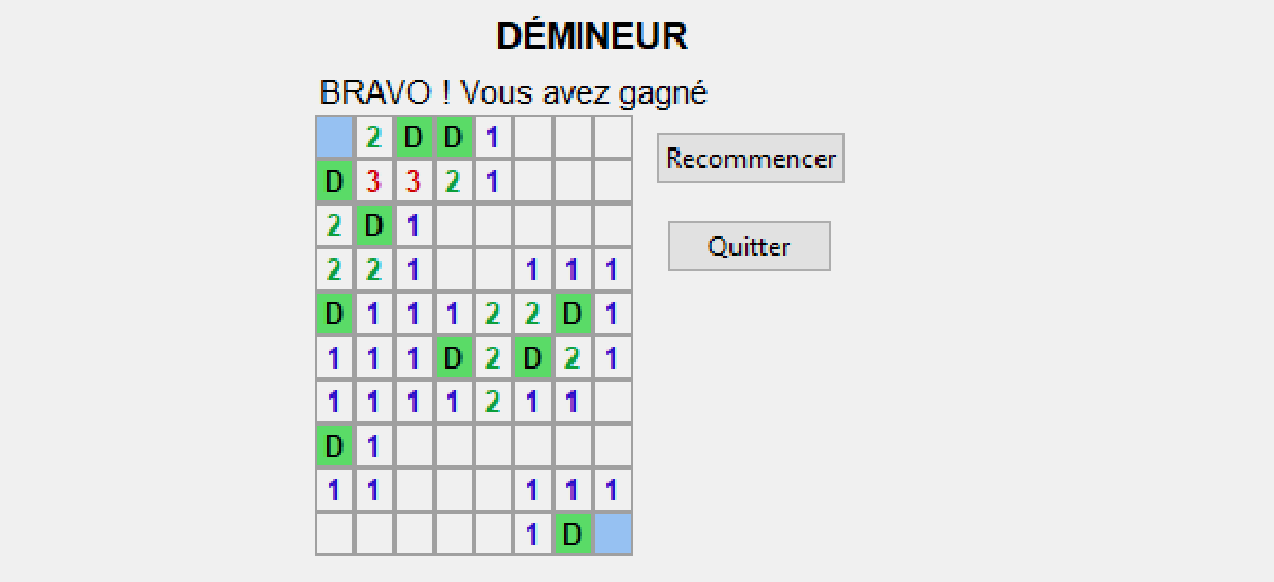 DÉMINEUR
BRAVO ! Vous avez gagné
2 D D 1
Recommencer
D 3 3 2 1
2 D 1
Quitter
2 2 1 1 1 1
D 1 1 1 2 2 D 1
1 1 1 D 2 D 2 1
1 1 1 1 2 1 1
D 1
1 1 1 1 1
1 D